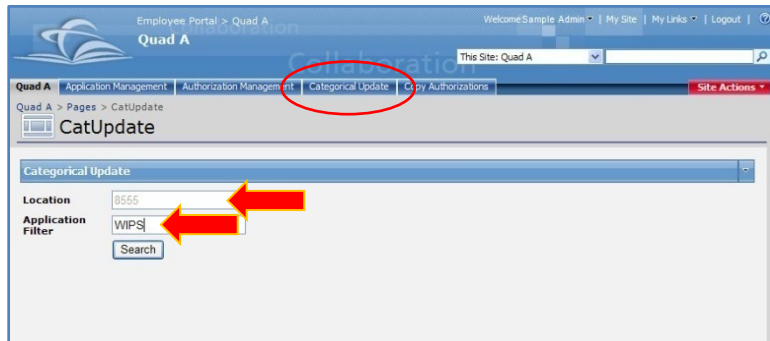 Employee Portal > Quad A
Welcome Sample Admin | My Site | My Links | Logout |
Quad A
Collaboration
Collaboration
This Site: Quad A
Quad A Application Management Authorization Management Categorical Update Copy Authorizations Site Actions
Quad A > Pages > CatUpdate
CatUpdate
Categorical Update
Location 8555
Application Filter WIPS
Search